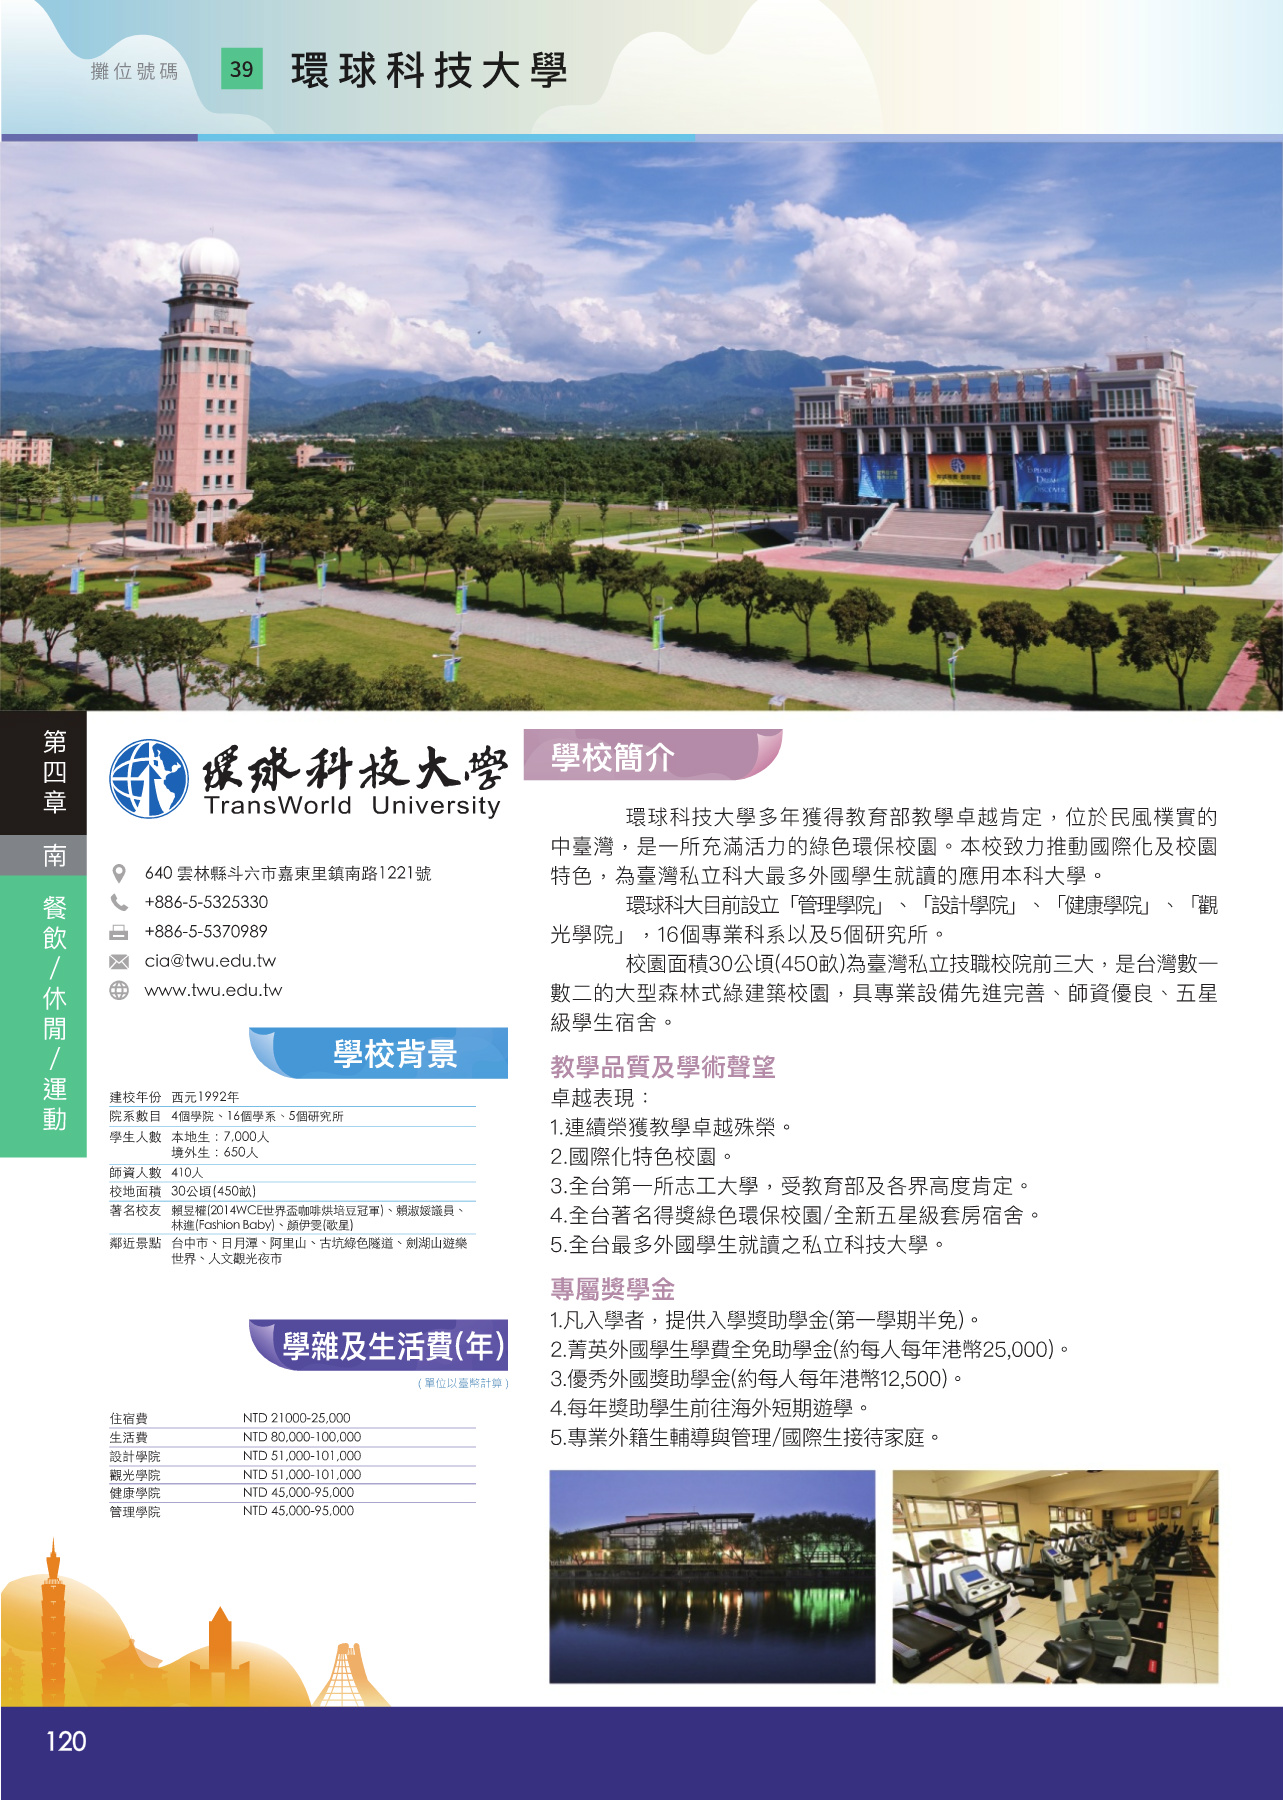 攤位號碼 39 環球科技大學
EXPLORE
DREAM
DISCOVER
第四章
南
餐飲/休閒/運動
環球科技大學
TransWorld University
640 雲林縣斗六市嘉東里鎮南路1221號
+886-5-5325330
+886-5-5370989
cia@twu.edu.tw
www.twu.edu.tw
學校背景
建校年份 西元1992年
院系數目 4個學院、16個學系、5個研究所
學生人數 本地生：7,000人
境外生：650人
師資人數 410人
校地面積 30公頃(450畝)
著名校友 賴昱權(2014WCE世界盃咖啡烘培豆冠軍)、賴淑娞議員、
林進(Fashion Baby)、顏伊雯(歌星)
鄰近景點 台中市、日月潭、阿里山、古坑綠色隧道、劍湖山遊樂
世界、人文觀光夜市
學雜及生活費(年)
(單位以臺幣計算)
住宿費 NTD 21000-25,000
生活費 NTD 80,000-100,000
設計學院 NTD 51,000-101,000
觀光學院 NTD 51,000-101,000
健康學院 NTD 45,000-95,000
管理學院 NTD 45,000-95,000
學校簡介
環球科技大學多年獲得教育部教學卓越肯定，位於民風樸實的
中臺灣，是一所充滿活力的綠色環保校園。本校致力推動國際化及校園
特色，為臺灣私立科大最多外國學生就讀的應用本科大學。
環球科大目前設立「管理學院」、「設計學院」、「健康學院」、「觀
光學院」，16個專業科系以及5個研究所。
校園面積30公頃(450畝)為臺灣私立技職校院前三大，是台灣數一
數二的大型森林式綠建築校園，具專業設備先進完善、師資優良、五星
級學生宿舍。
教學品質及學術聲望
卓越表現：
1.連續榮獲教學卓越殊榮。
2.國際化特色校園。
3.全台第一所志工大學，受教育部及各界高度肯定。
4.全台著名得獎綠色環保校園/全新五星級套房宿舍。
5.全台最多外國學生就讀之私立科技大學。
專屬獎學金
1.凡入學者，提供入學獎助學金(第一學期半免)。
2.菁英外國學生學費全免助學金(約每人每年港幣25,000)。
3.優秀外國獎助學金(約每人每年港幣12,500)。
4.每年獎助學生前往海外短期遊學。
5.專業外籍生輔導與管理/國際生接待家庭。
120